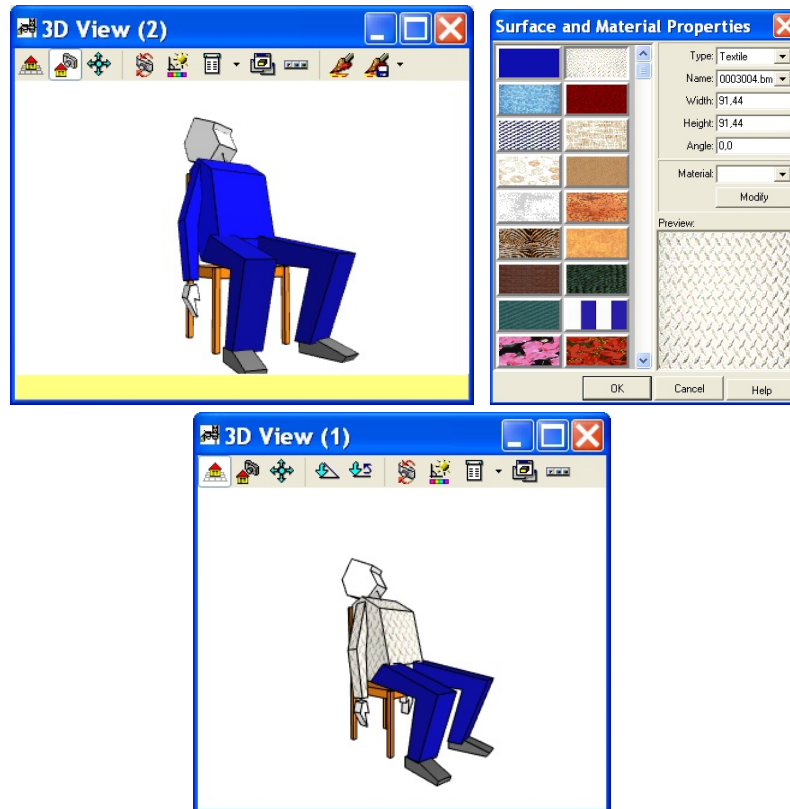 3D View (2)
Surface and Material Properties
Type: Textile
Name: 0003004.bm
Width: 91,44
Height: 91,44
Angle: 0,0
Material:
Modify
Preview:
OK Cancel Help
3D View (1)